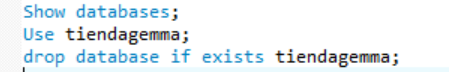 Show databases;
Use tiendagemma;
drop database if exists tiendagemma;